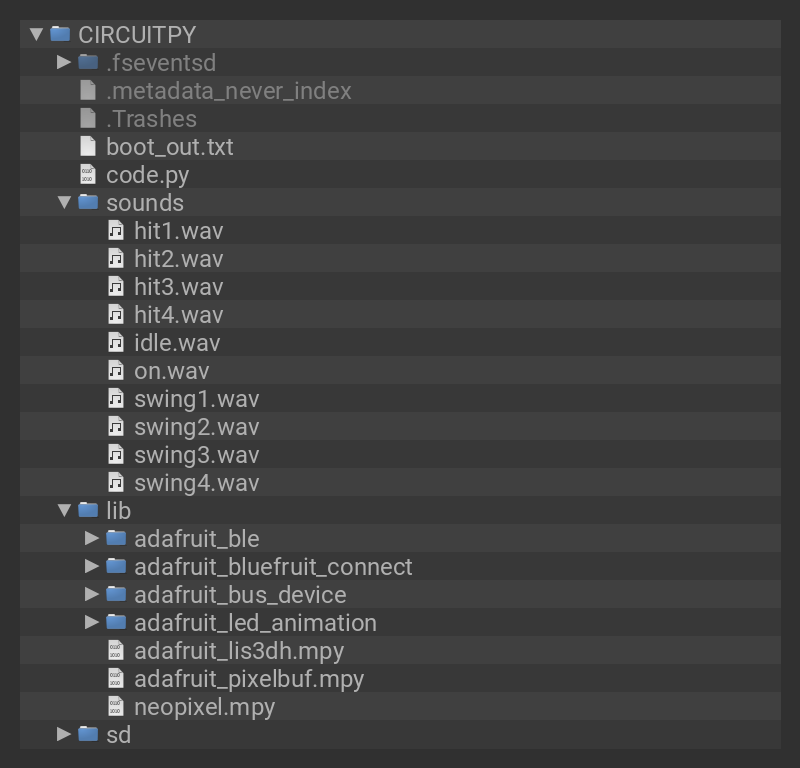 CIRCUITPY
.fseventsd
.metadata_never_index
.Trashes
boot_out.txt
code.py
sounds
hit1.wav
hit2.wav
hit3.wav
hit4.wav
idle.wav
on.wav
swing1.wav
swing2.wav
swing3.wav
swing4.wav
lib
adafruit_ble
adafruit_bluefruit_connect
adafruit_bus_device
adafruit_led_animation
adafruit_lis3dh.mpy
adafruit_pixelbuf.mpy
neopixel.mpy
sd